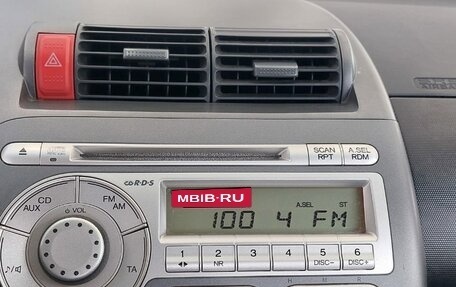 SCAN
RPT
A.SEL
RDM
R·D·S
CD
AUX
FM
AM
VOL
TA
MBIB-RU
A.SEL
ST
100 4 FM
1
2
NR
3
4
5
DISC−
6
DISC+
H
M